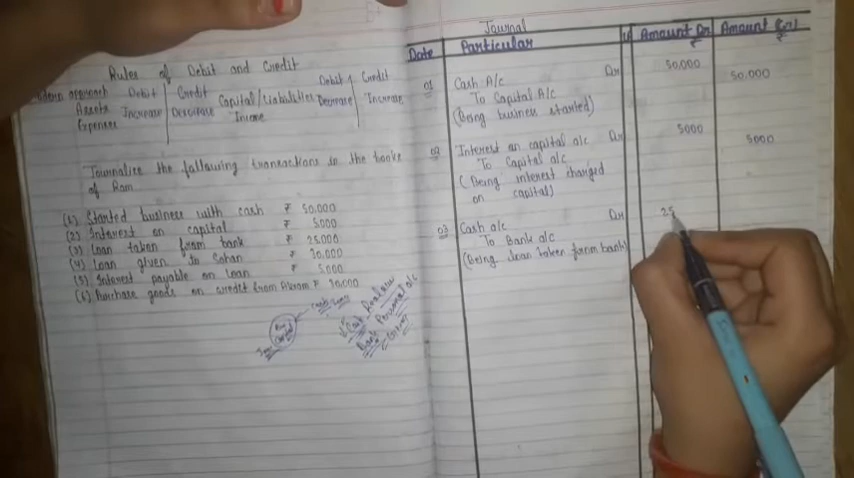 Rules of Debit and Credit
approach Debit Credit Debit Credit
Assets Increase Decrease Capital/Liabilities Decrease Increase
Expenses Income
Journalize the following transactions in the books
of Ram
(1) Started business with cash ₹ 50,000
(2) Interest on capital ₹ 5000
(3) Loan taken from bank ₹ 25,000
(4) Loan given to Sohan ₹
(5) Interest payable on loan ₹ 5000
(6) Purchase goods on credit from ₹
Journal
Date Particular Amount Dr ₹ Amount (Cr) ₹
01 Cash A/c Dr 50,000
To Capital A/c 50,000
(Being business started)
02 Interest on capital a/c Dr 5000
To Capital a/c 5000
(Being interest charged
on capital)
03 Cash a/c Dr 25
To Bank a/c
(Being loan taken from bank)